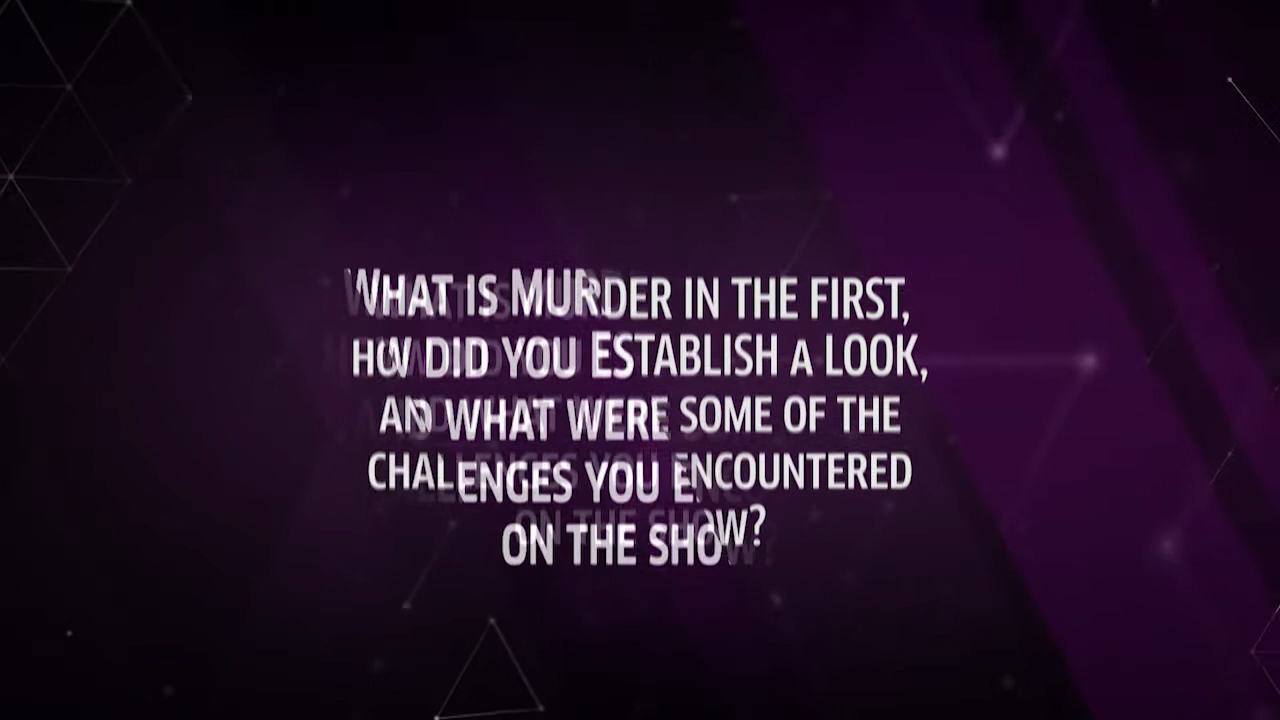 WHAT IS MURDER IN THE FIRST,
HOW DID YOU ESTABLISH A LOOK,
AND WHAT WERE SOME OF THE
CHALLENGES YOU ENCOUNTERED
ON THE SHOW?